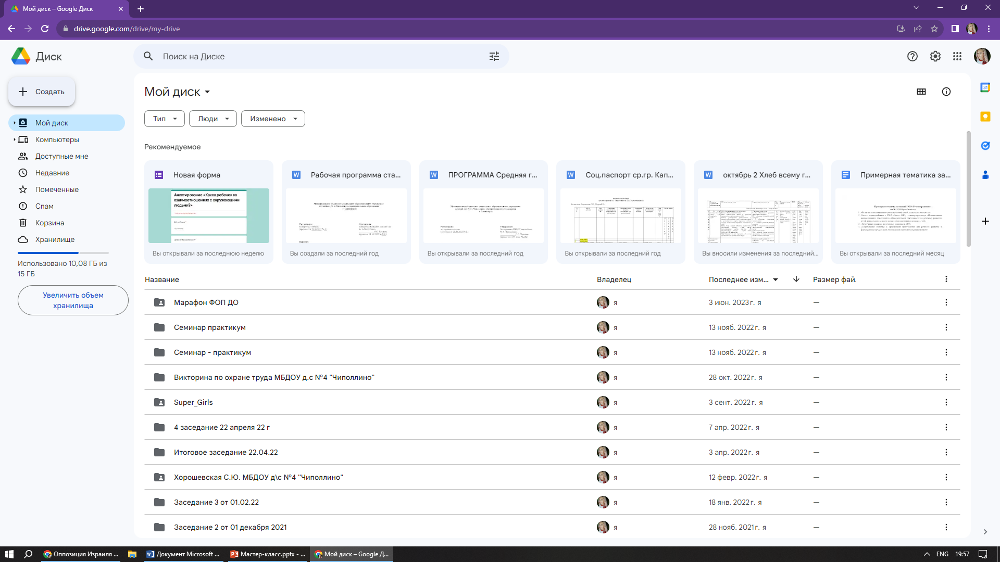 Мой диск – Google Диск
drive.google.com/drive/my-drive
Диск
Поиск на Диске
Создать
Мой диск
Компьютеры
Доступные мне
Недавние
Помеченные
Спам
Корзина
Хранилище
Использовано 10,08 ГБ из
15 ГБ
Увеличить объем
хранилища
Мой диск
Тип Люди Изменено
Рекомендуемое
Новая форма
Анкетирование «Каков ребенок во
взаимоотношениях с окружающими
людьми?»
Вы открывали за последнюю неделю
Рабочая программа ста...
Вы создали за последний год
ПРОГРАММА Средняя г...
Вы открывали за последний год
Соц.паспорт ср.гр. Кап...
Вы открывали за последний год
октябрь 2 Хлеб всему г...
Вы вносили изменения за последний...
Примерная тематика за...
Вы открывали за последний месяц
Название Владелец Последнее изм... Размер фай
Марафон ФОП ДО я 3 июн. 2023 г. я —
Семинар практикум я 13 нояб. 2022 г. я —
Семинар - практикум я 13 нояб. 2022 г. я —
Викторина по охране труда МБДОУ д.с №4 "Чиполлино" я 28 окт. 2022 г. я —
Super_Girls я 3 сент. 2022 г. я —
4 заседание 22 апреля 22 г я 7 апр. 2022 г. я —
Итоговое заседание 22.04.22 я 3 апр. 2022 г. я —
Хорошевская С.Ю. МБДОУ д\с №4 "Чиполлино" я 12 февр. 2022 г. я —
Заседание 3 от 01.02.22 я 18 янв. 2022 г. я —
Заседание 2 от 01 декабря 2021 я 28 нояб. 2021 г. я —
31
Оппозиция Израиля ... Документ Microsoft ... Мастер-класс.pptx - ... Мой диск – Google Д... ENG 19:57